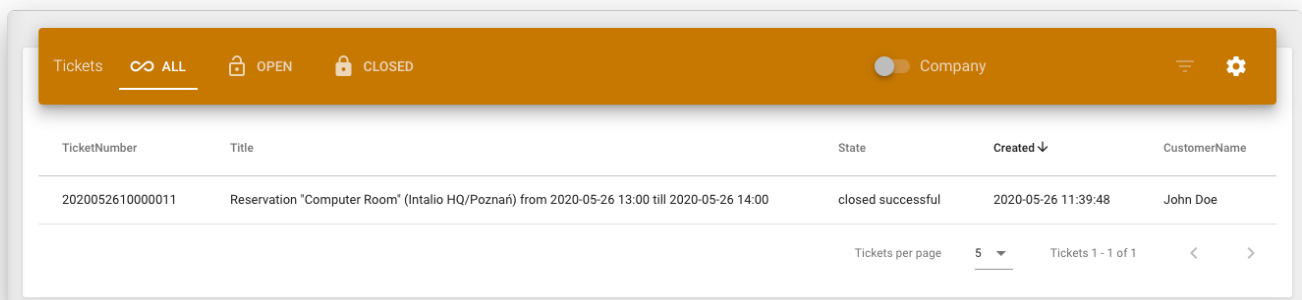 Tickets ALL OPEN CLOSED Company
TicketNumber Title State Created CustomerName
2020052610000011 Reservation "Computer Room" (Intalio HQ/Poznań) from 2020-05-26 13:00 till 2020-05-26 14:00 closed successful 2020-05-26 11:39:48 John Doe
Tickets per page 5 Tickets 1 - 1 of 1